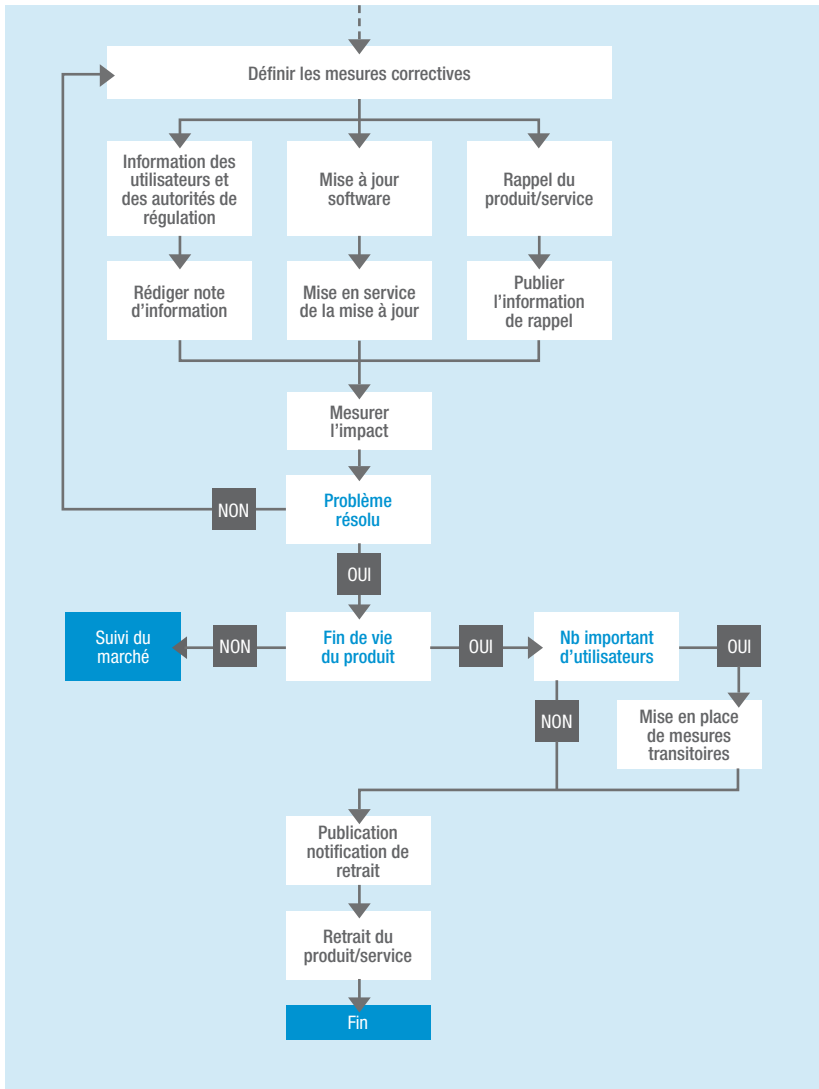 Définir les mesures correctives
Information des
utilisateurs et
des autorités de
régulation
Mise à jour
software
Rappel du
produit/service
Rédiger note
d'information
Mise en service
de la mise à jour
Publier
l'information
de rappel
Mesurer
l'impact
Problème
résolu
NON
OUI
Suivi du
marché
NON
Fin de vie
du produit
OUI
Nb important
d'utilisateurs
OUI
NON
Mise en place
de mesures
transitoires
Publication
notification de
retrait
Retrait du
produit/service
Fin